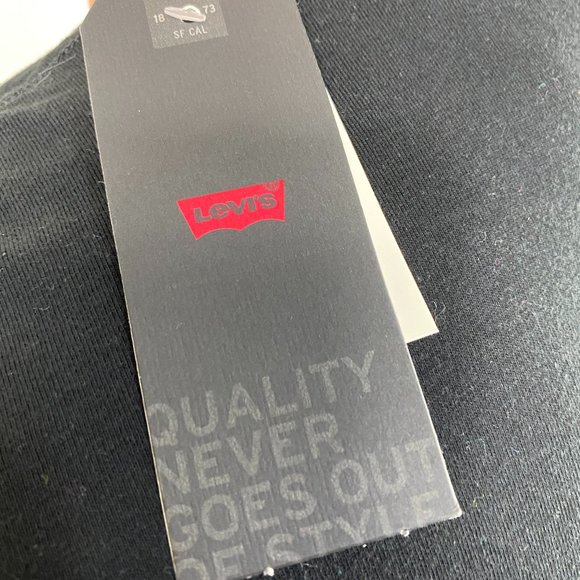 18 73
SF CAL
Levi's ®
QUALITY
NEVER
GOES OUT
OF STYLE